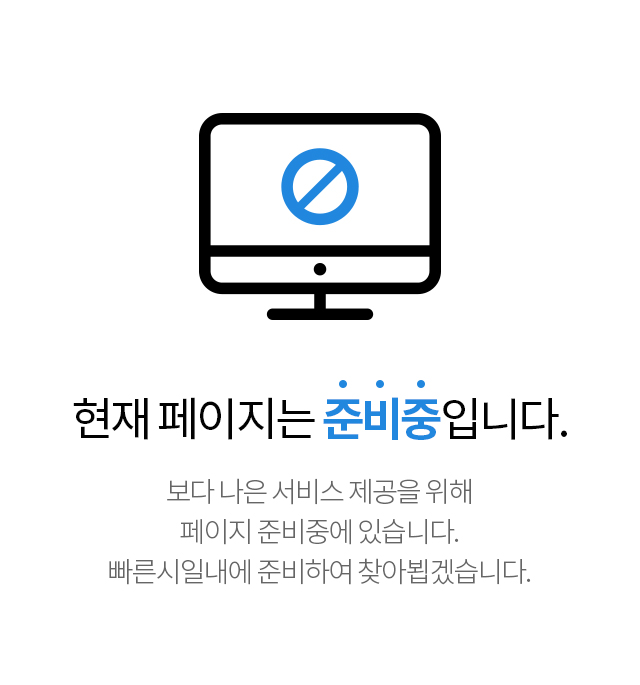 현재 페이지는 준비중입니다.
보다 나은 서비스 제공을 위해
페이지 준비중에 있습니다.
빠른시일내에 준비하여 찾아뵙겠습니다.